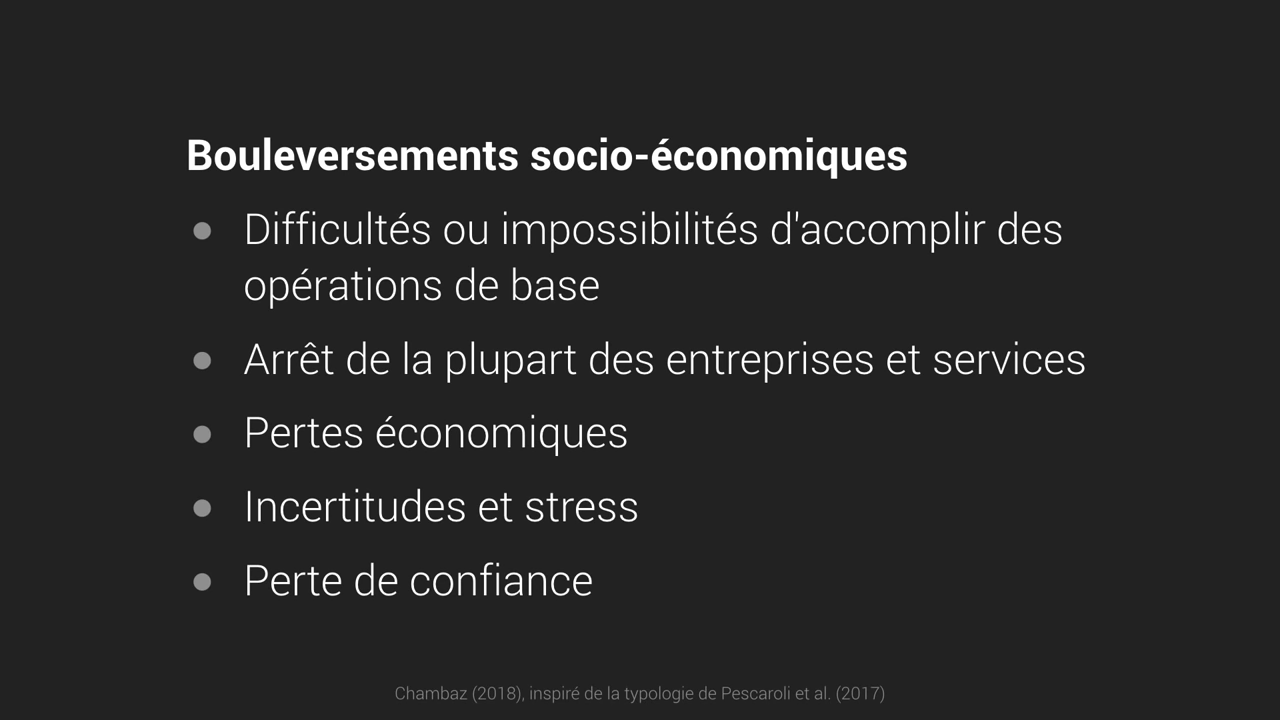 Bouleversements socio-économiques
● Difficultés ou impossibilités d'accomplir des
opérations de base
● Arrêt de la plupart des entreprises et services
● Pertes économiques
● Incertitudes et stress
● Perte de confiance
Chambaz (2018), inspiré de la typologie de Pescaroli et al. (2017)